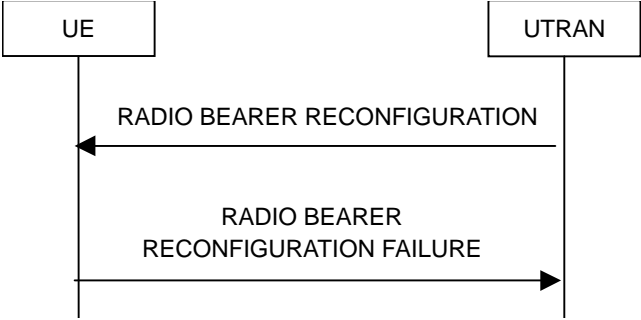 UE
UTRAN
RADIO BEARER RECONFIGURATION
RADIO BEARER
RECONFIGURATION FAILURE